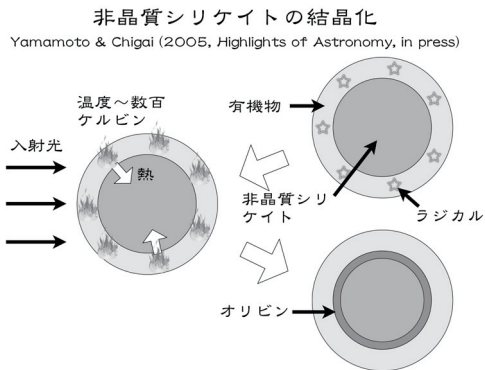 非晶質シリケイトの結晶化
Yamamoto & Chigai (2005, Highlights of Astronomy, in press)
温度～数百
ケルビン
入射光
熱
有機物
非晶質シリ
ケイト
ラジカル
オリビン